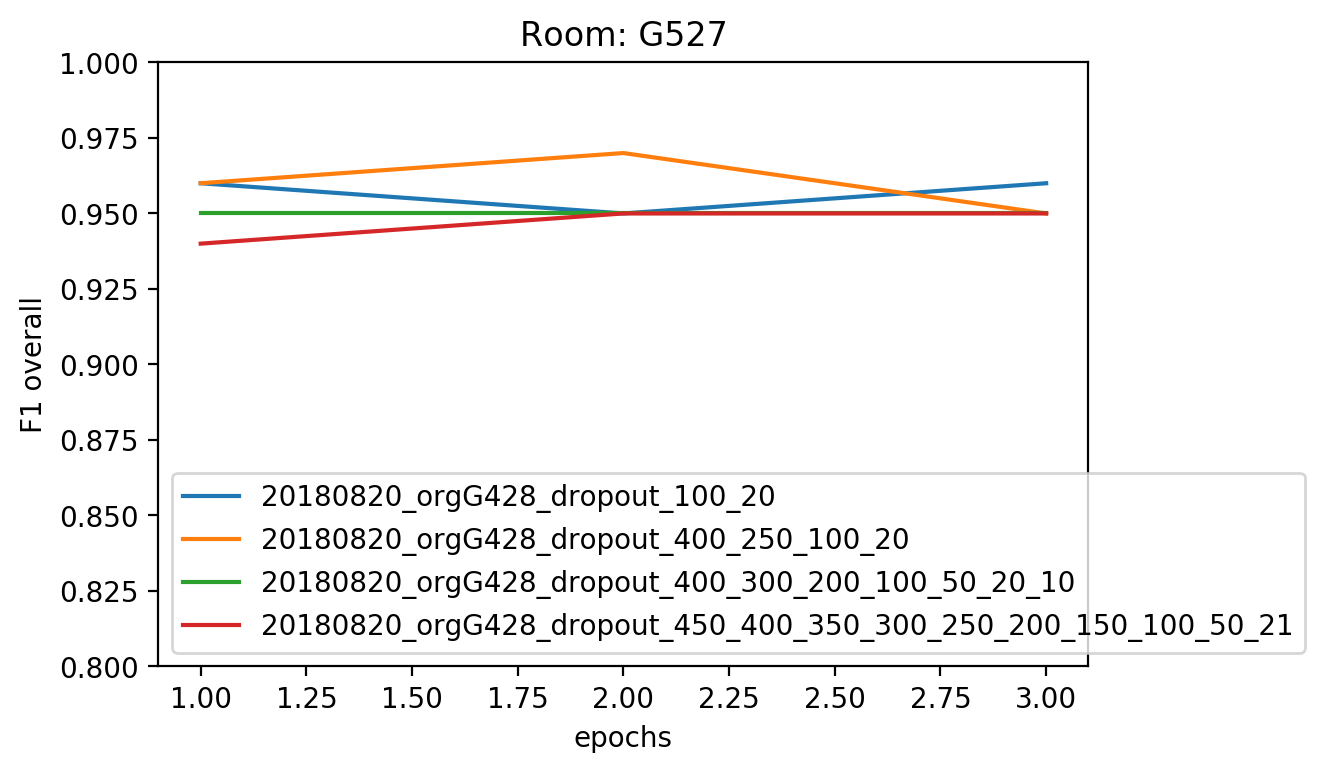 Room: G527
1.000
0.975
0.950
0.925
0.900
0.875
0.850
0.825
0.800
F1 overall
20180820_orgG428_dropout_100_20
20180820_orgG428_dropout_400_250_100_20
20180820_orgG428_dropout_400_300_200_100_50_20_10
20180820_orgG428_dropout_450_400_350_300_250_200_150_100_50_21
1.00 1.25 1.50 1.75 2.00 2.25 2.50 2.75 3.00
epochs